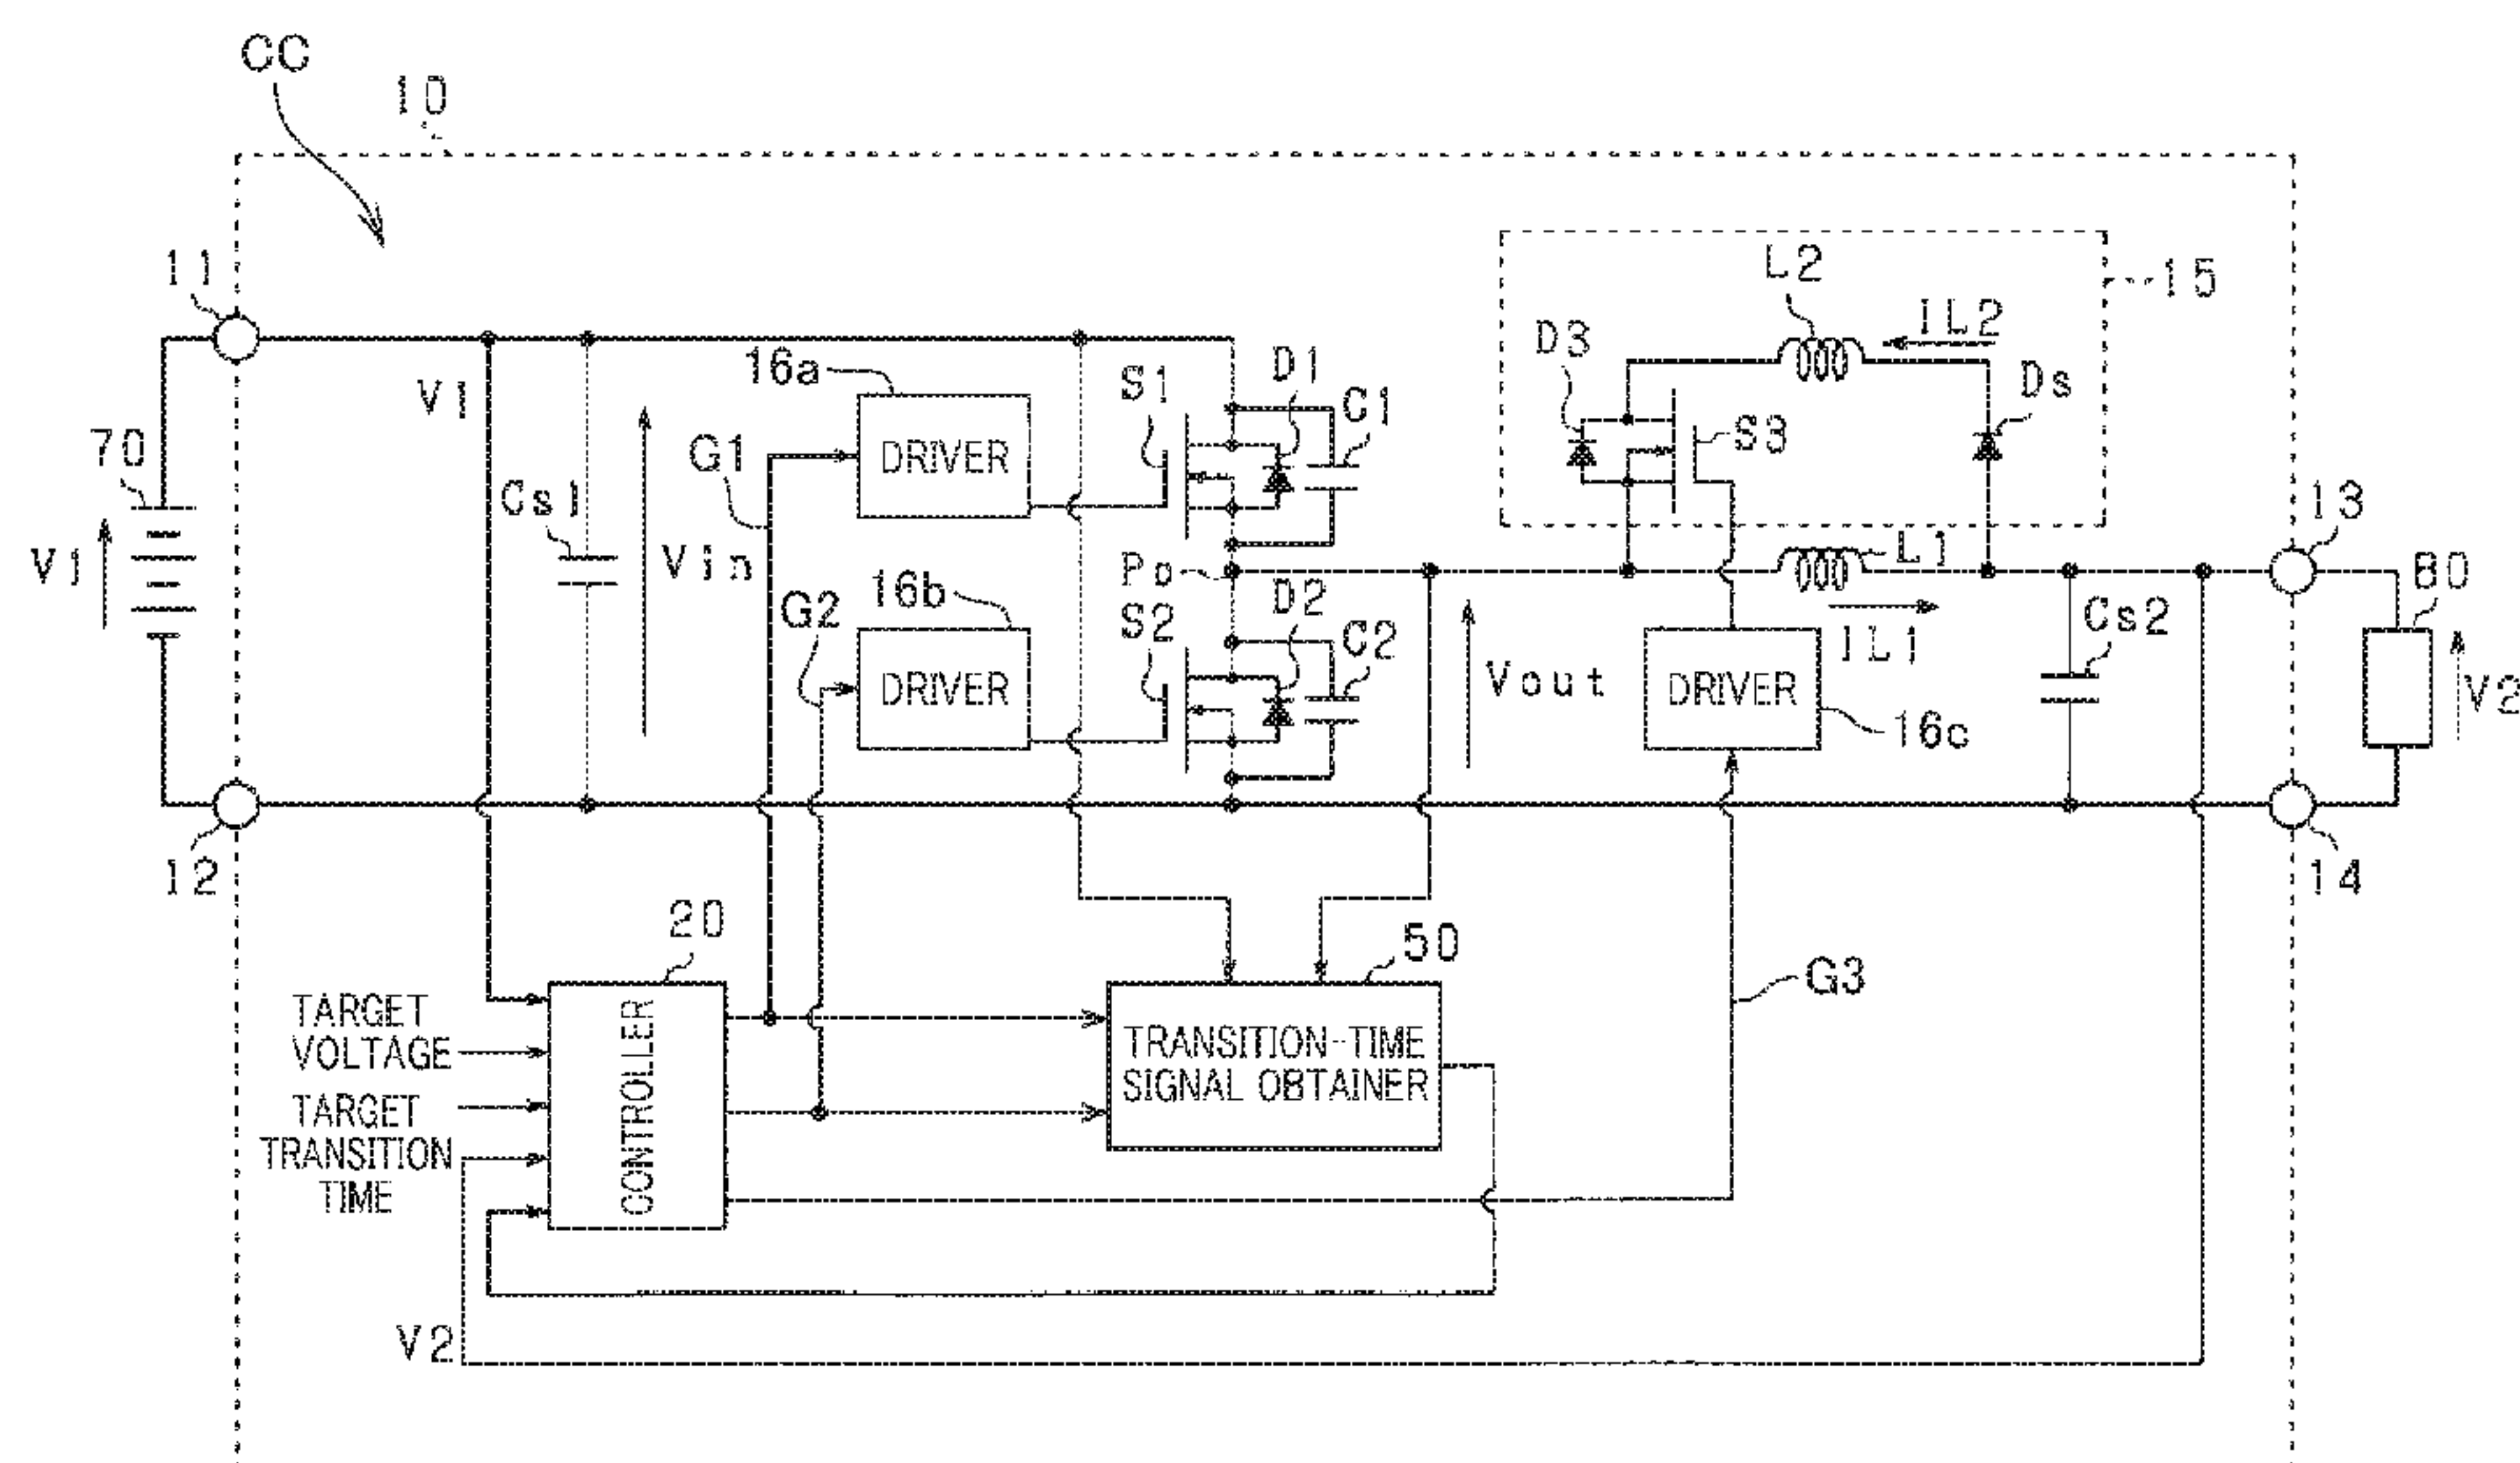 CC
10
11
L2
15
IL2
D3
16a
D1
Ds
V1
S1
C1
70
G1
DRIVER
S3
Cs1
13
V1
Vin
Po
L1
80
16b
G2
D2
S2
C2
Cs2
IL1
DRIVER
Vout
DRIVER
V2
16c
12
14
20
50
G3
TARGET
VOLTAGE
TARGET
TRANSITION
TIME
CONTROLLER
TRANSITION-TIME
SIGNAL OBTAINER
V2